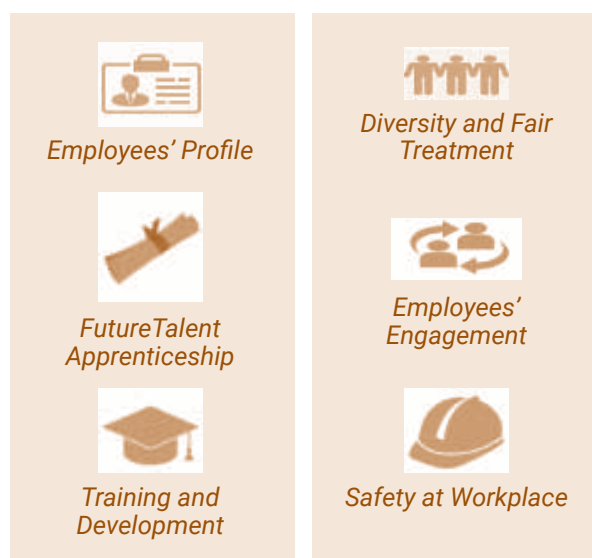 Employees’ Profile
FutureTalent
Apprenticeship
Training and
Development
Diversity and Fair
Treatment
Employees’
Engagement
Safety at Workplace